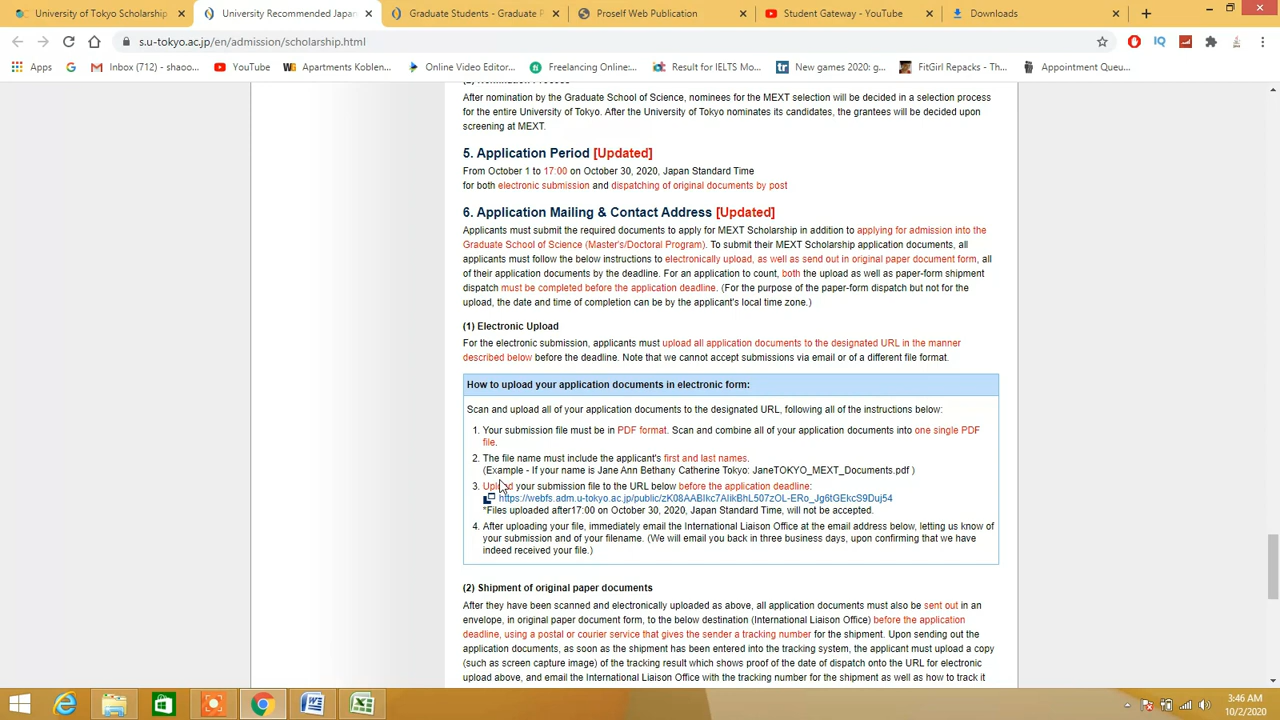 University of Tokyo Scholarship
University Recommended Japan
Graduate Students - Graduate P
Proself Web Publication
Student Gateway - YouTube
Downloads
s.u-tokyo.ac.jp/en/admission/scholarship.html
Apps
Inbox (712) - shaoo...
YouTube
Apartments Koblen...
Online Video Editor...
Freelancing Online:...
Result for IELTS Mo...
New games 2020: g...
FitGirl Repacks - Th...
Appointment Queu...
After nomination by the Graduate School of Science, nominees for the MEXT selection will be decided in a selection process
for the entire University of Tokyo. After the University of Tokyo nominates its candidates, the grantees will be decided upon
screening at MEXT.
5. Application Period [Updated]
From October 1 to 17:00 on October 30, 2020, Japan Standard Time
for both electronic submission and dispatching of original documents by post
6. Application Mailing & Contact Address [Updated]
Applicants must submit the required documents to apply for MEXT Scholarship in addition to applying for admission into the
Graduate School of Science (Master's/Doctoral Program). To submit their MEXT Scholarship application documents, all
applicants must follow the below instructions to electronically upload, as well as send out in original paper document form, all
of their application documents by the deadline. For an application to count, both the upload as well as paper-form shipment
dispatch must be completed before the application deadline. (For the purpose of the paper-form dispatch but not for the
upload, the date and time of completion can be by the applicant's local time zone.)
(1) Electronic Upload
For the electronic submission, applicants must upload all application documents to the designated URL in the manner
described below before the deadline. Note that we cannot accept submissions via email or of a different file format.
How to upload your application documents in electronic form:
Scan and upload all of your application documents to the designated URL, following all of the instructions below:
1. Your submission file must be in PDF format. Scan and combine all of your application documents into one single PDF
file.
2. The file name must include the applicant's first and last names.
(Example - If your name is Jane Ann Bethany Catherine Tokyo: JaneTOKYO_MEXT_Documents.pdf )
3. Upload your submission file to the URL below before the application deadline:
https://webfs.adm.u-tokyo.ac.jp/public/zK08AABIkc7AlikBhL507zOL-ERo_Jg6tGEkcS9Duj54
*Files uploaded after17:00 on October 30, 2020, Japan Standard Time, will not be accepted.
4. After uploading your file, immediately email the International Liaison Office at the email address below, letting us know of
your submission and of your filename. (We will email you back in three business days, upon confirming that we have
indeed received your file.)
(2) Shipment of original paper documents
After they have been scanned and electronically uploaded as above, all application documents must also be sent out in an
envelope, in original paper document form, to the below destination (International Liaison Office) before the application
deadline, using a postal or courier service that gives the sender a tracking number for the shipment. Upon sending out the
application documents, as soon as the shipment has been entered into the tracking system, the applicant must upload a copy
(such as screen capture image) of the tracking result which shows proof of the date of dispatch onto the URL for electronic
upload above, and email the International Liaison Office with the tracking number for the shipment as well as how to track it
3:46 AM
10/2/2020